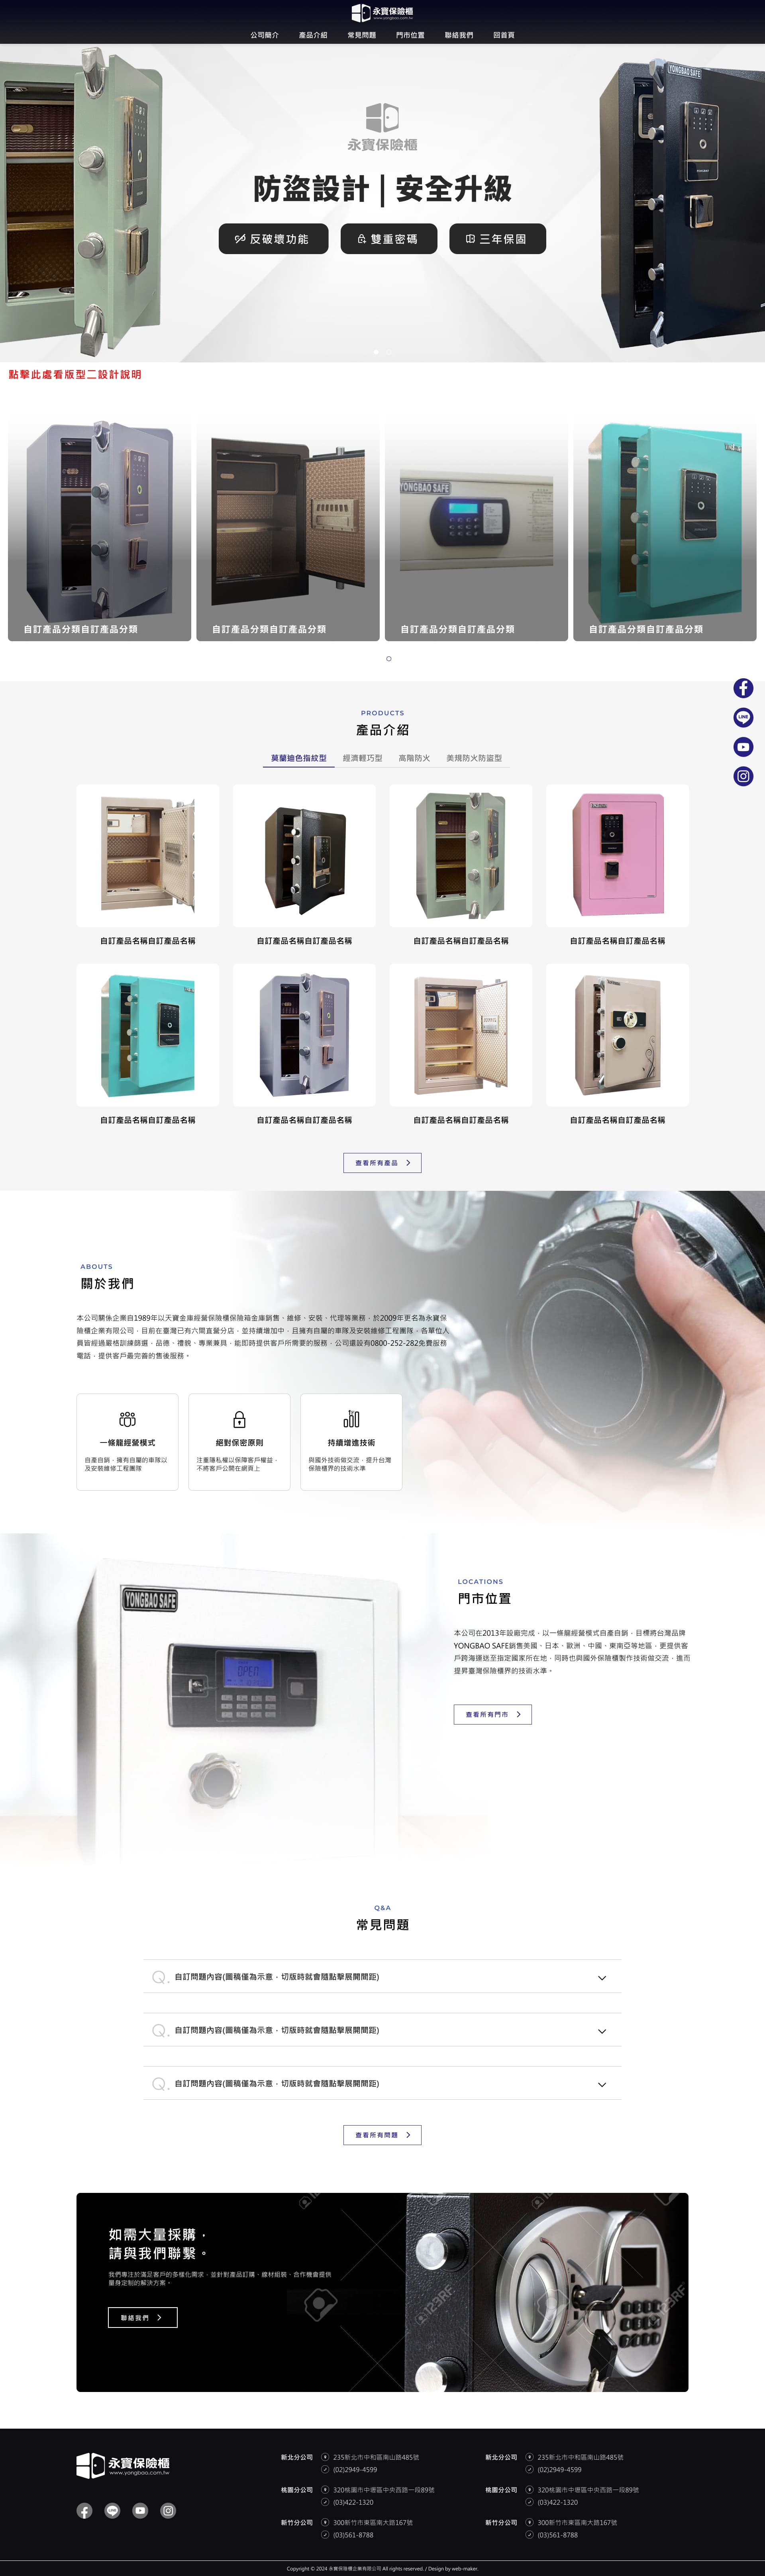 永寶保險櫃
www.yongbao.com.tw
公司簡介
產品介紹
常見問題
門市位置
聯絡我們
回首頁
YONGBAO SAFE
永寶保險櫃
防盜設計 | 安全升級
反破壞功能
雙重密碼
三年保固
點擊此處看版型二設計說明
YONGBAO SAFE
自訂產品分類自訂產品分類
自訂產品分類自訂產品分類
自訂產品分類自訂產品分類
自訂產品分類自訂產品分類
LINE
PRODUCTS
產品介紹
莫蘭迪色指紋型
經濟輕巧型
高階防火
美規防火防盜型
自訂產品名稱自訂產品名稱
自訂產品名稱自訂產品名稱
自訂產品名稱自訂產品名稱
自訂產品名稱自訂產品名稱
自訂產品名稱自訂產品名稱
自訂產品名稱自訂產品名稱
自訂產品名稱自訂產品名稱
自訂產品名稱自訂產品名稱
查看所有產品
ABOUTS
關於我們
本公司關係企業自1989年以天寶金庫經營保險櫃保險箱金庫銷售、維修、安裝、代理等業務，於2009年更名為永寶保
險櫃企業有限公司，目前在臺灣已有六間直營分店，並持續增加中，且擁有自屬的車隊及安裝維修工程團隊，各單位人
員皆經過嚴格訓練篩選，品德、禮貌、專業兼具，能即時提供客戶所需要的服務，公司還設有0800-252-282免費服務
電話，提供客戶最完善的售後服務。
一條龍經營模式
自產自銷，擁有自屬的車隊以
及安裝維修工程團隊
絕對保密原則
注重隱私權以保障客戶權益，
不將客戶公開在網頁上
持續增進技術
與國外技術做交流，提升台灣
保險櫃界的技術水準
YONGBAO SAFE
OPEN
LOCATIONS
門市位置
本公司在2013年設廠完成，以一條龍經營模式自產自銷，目標將台灣品牌
YONGBAO SAFE銷售美國、日本、歐洲、中國、東南亞等地區，更提供客
戶跨海運送至指定國家所在地，同時也與國外保險櫃製作技術做交流，進而
提昇臺灣保險櫃界的技術水準。
查看所有門市
Q&A
常見問題
Q. 自訂問題內容(圖稿僅為示意，切版時就會隨點擊展開間距)
Q. 自訂問題內容(圖稿僅為示意，切版時就會隨點擊展開間距)
Q. 自訂問題內容(圖稿僅為示意，切版時就會隨點擊展開間距)
查看所有問題
如需大量採購，
請與我們聯繫。
我們專注於滿足客戶的多樣化需求，並針對產品訂購、線材組裝，合作機會提供
量身定制的解決方案。
聯絡我們
123RF
123RF
永寶保險櫃
www.yongbao.com.tw
LINE
新北分公司
235新北市中和區南山路485號
(02)2949-4599
桃園分公司
320桃園市中壢區中央西路一段89號
(03)422-1320
新竹分公司
300新竹市東區南大路167號
(03)561-8788
新北分公司
235新北市中和區南山路485號
(02)2949-4599
桃園分公司
320桃園市中壢區中央西路一段89號
(03)422-1320
新竹分公司
300新竹市東區南大路167號
(03)561-8788
Copyright © 2024 永寶保險櫃企業有限公司 All rights reserved. / Design by web-maker.